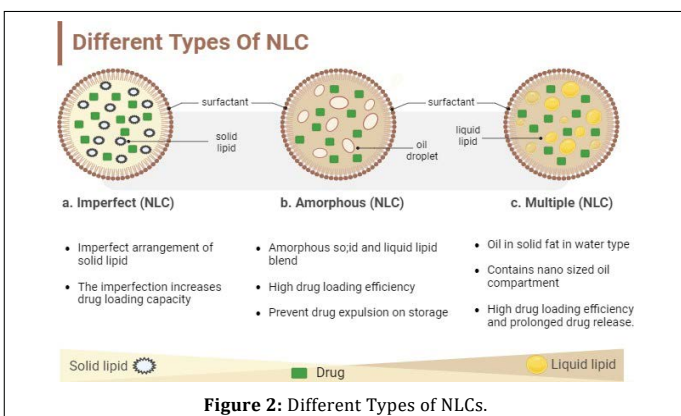 Different Types Of NLC
surfactant
surfactant
solid
lipid
oil
droplet
liquid
lipid
a. Imperfect (NLC)
b. Amorphous (NLC)
c. Multiple (NLC)
• Imperfect arrangement of
solid lipid
• The imperfection increases
drug loading capacity
• Amorphous so;id and liquid lipid
blend
• High drug loading efficiency
• Prevent drug expulsion on storage
• Oil in solid fat in water type
• Contains nano sized oil
compartment
• High drug loading efficiency
and prolonged drug release.
Solid lipid
Drug
Liquid lipid
Figure 2: Different Types of NLCs.